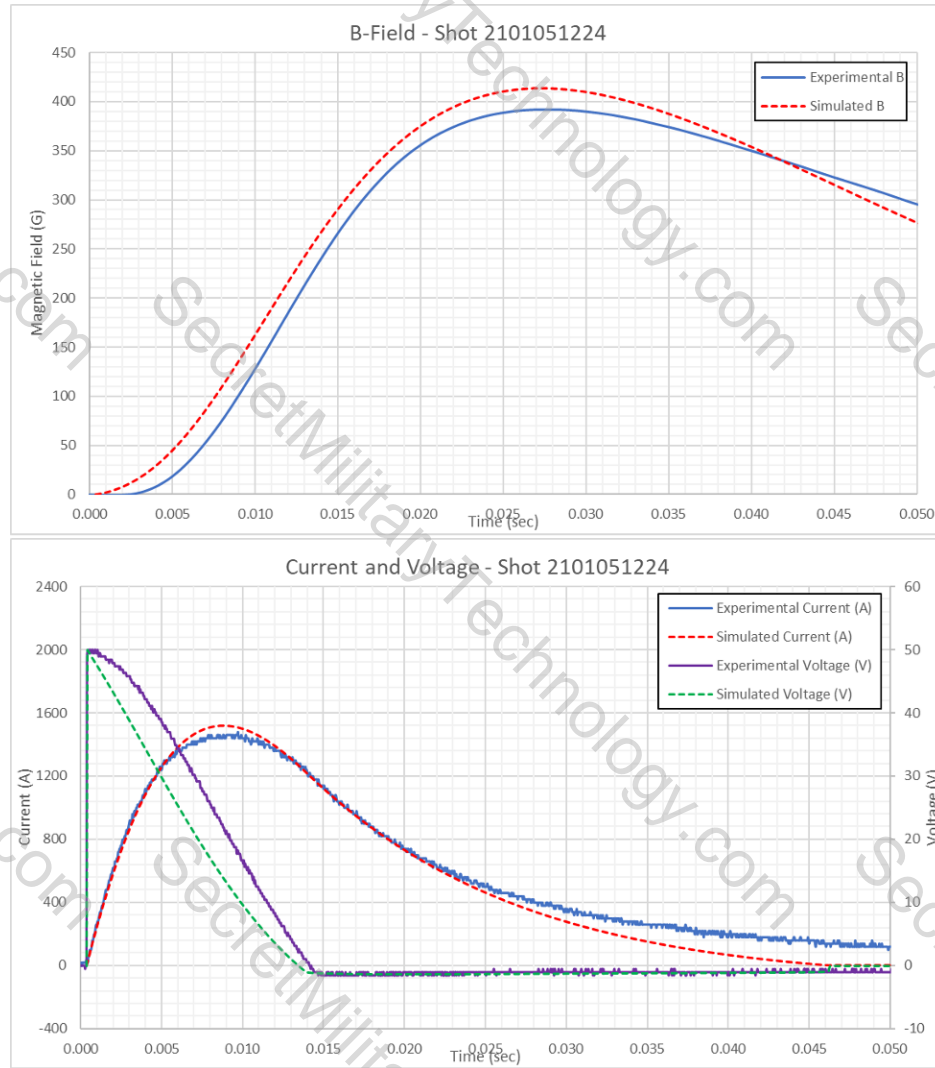 B-Field - Shot 2101051224
450
400
350
300
250
200
150
100
50
0
Magnetic Field (G)
Experimental B
Simulated B
0.000 0.005 0.010 0.015 0.020 0.025 0.030 0.035 0.040 0.045 0.050
Time (sec)
Current and Voltage - Shot 2101051224
2400
2000
1600
1200
800
400
0
-400
Current (A)
Experimental Current (A)
Simulated Current (A)
Experimental Voltage (V)
Simulated Voltage (V)
60
50
40
30
20
10
0
-10
Voltage (V)
0.000 0.005 0.010 0.015 0.020 0.025 0.030 0.035 0.040 0.045 0.050
Time (sec)
SecretMilitaryTechnology.com